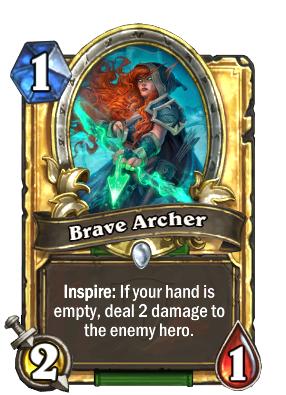 1
Brave Archer
Inspire: If your hand is
empty, deal 2 damage to
the enemy hero.
2
1